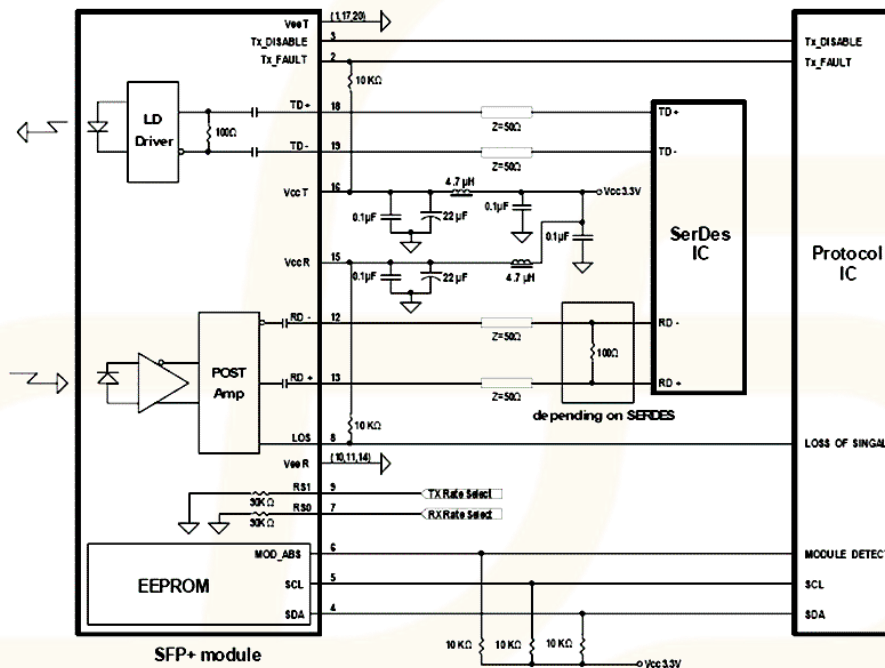 VeeT (1,17,20)
Tx_DISABLE 3 Tx_DISABLE
Tx_FAULT 2 Tx_FAULT
10 KΩ
LD
Driver
100Ω
TD+ 18 Z=50Ω TD+
TD- 19 Z=50Ω TD-
VccT 16 4.7 µH Vcc3.3V
0.1µF 22 µF 0.1µF 0.1µF
SerDes
IC
Protocol
IC
VccR 15
0.1µF 22 µF 4.7 µH
RD - 12 Z=50Ω RD -
100Ω
POST
Amp
RD + 13 Z=50Ω RD +
depending on SERDES
10 KΩ
LOS 8 LOSS OF SINGAL
VeeR (10,11,14)
RS1 9 TX Rate Select
30KΩ
RS0 7 RX Rate Select
30KΩ
MOD_ABS 6 MODULE DETECT
EEPROM
SCL 5 SCL
SDA 4 SDA
10 KΩ 10 KΩ 10 KΩ
Vcc3.3V
SFP+ module